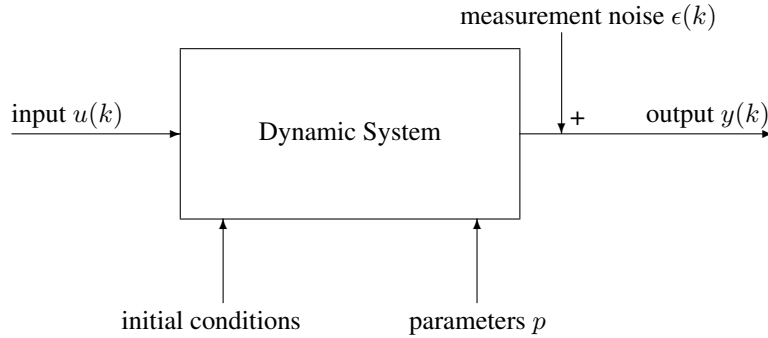 measurement noise ϵ(k)
input u(k)
Dynamic System
+
output y(k)
initial conditions
parameters p